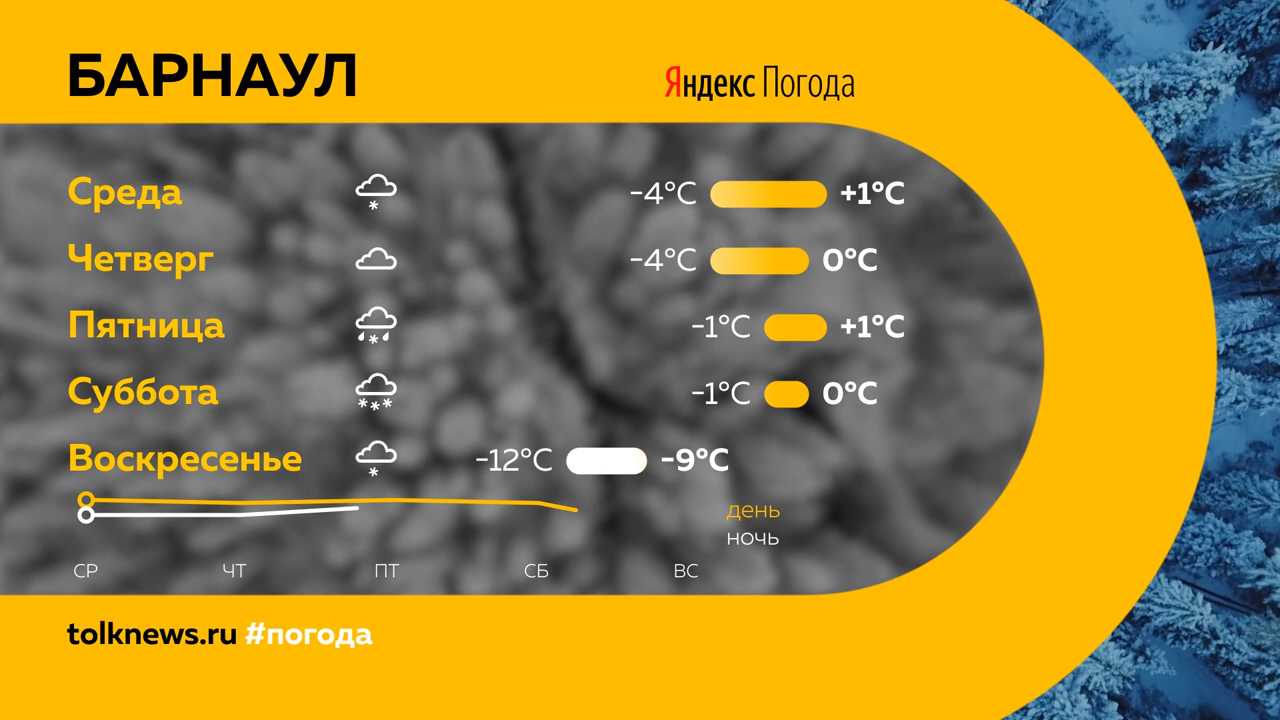 БАРНАУЛ
Яндекс Погода
Среда -4°C +1°C
Четверг -4°C 0°C
Пятница -1°C +1°C
Суббота -1°C 0°C
Воскресенье -12°C -9°C
день
ночь
СР ЧТ ПТ СБ ВС
tolknews.ru #погода